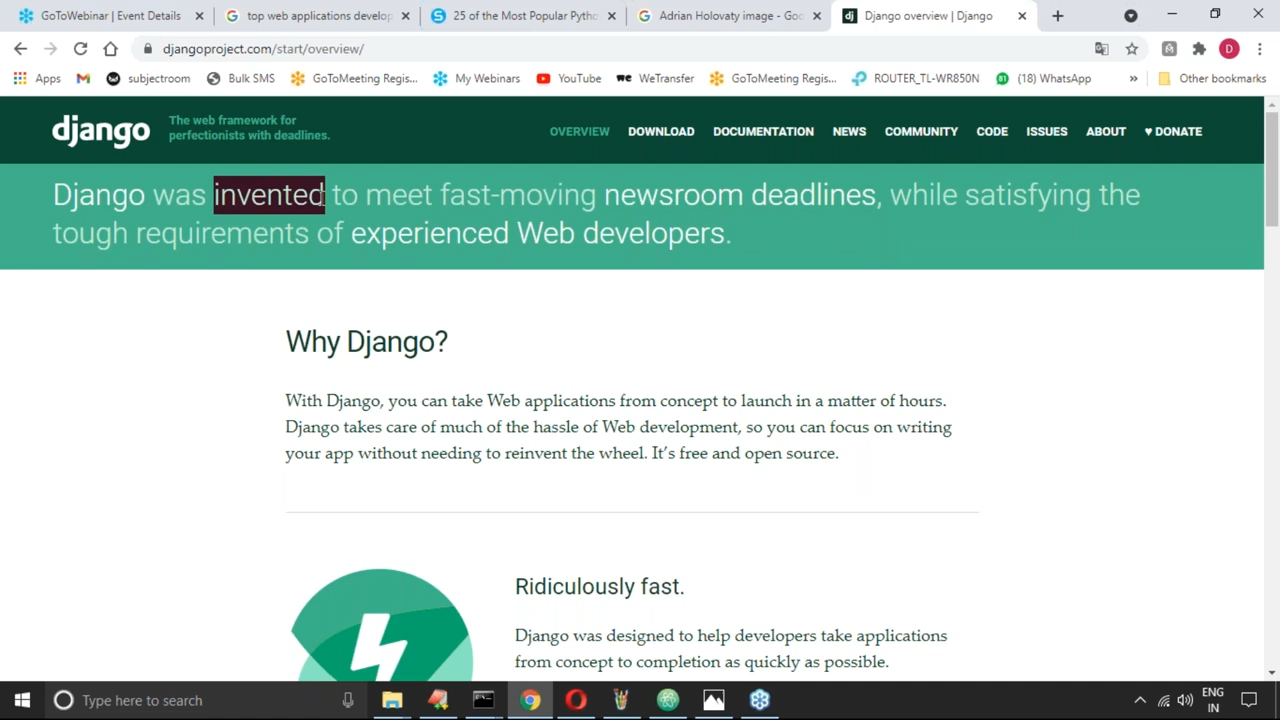 GoToWebinar | Event Details
top web applications develop
25 of the Most Popular Pytho
Adrian Holovaty image - Goo
dj Django overview | Django
djangoproject.com/start/overview/
D
Apps
subjectroom
Bulk SMS
GoToMeeting Regis...
My Webinars
YouTube
we WeTransfer
GoToMeeting Regis...
ROUTER_TL-WR850N
(18) WhatsApp
»
Other bookmarks
django
The web framework for
perfectionists with deadlines.
OVERVIEW DOWNLOAD DOCUMENTATION NEWS COMMUNITY CODE ISSUES ABOUT ♥ DONATE
Django was invented to meet fast-moving newsroom deadlines, while satisfying the
tough requirements of experienced Web developers.
Why Django?
With Django, you can take Web applications from concept to launch in a matter of hours.
Django takes care of much of the hassle of Web development, so you can focus on writing
your app without needing to reinvent the wheel. It’s free and open source.
Ridiculously fast.
Django was designed to help developers take applications
from concept to completion as quickly as possible.
Type here to search
ENG
IN